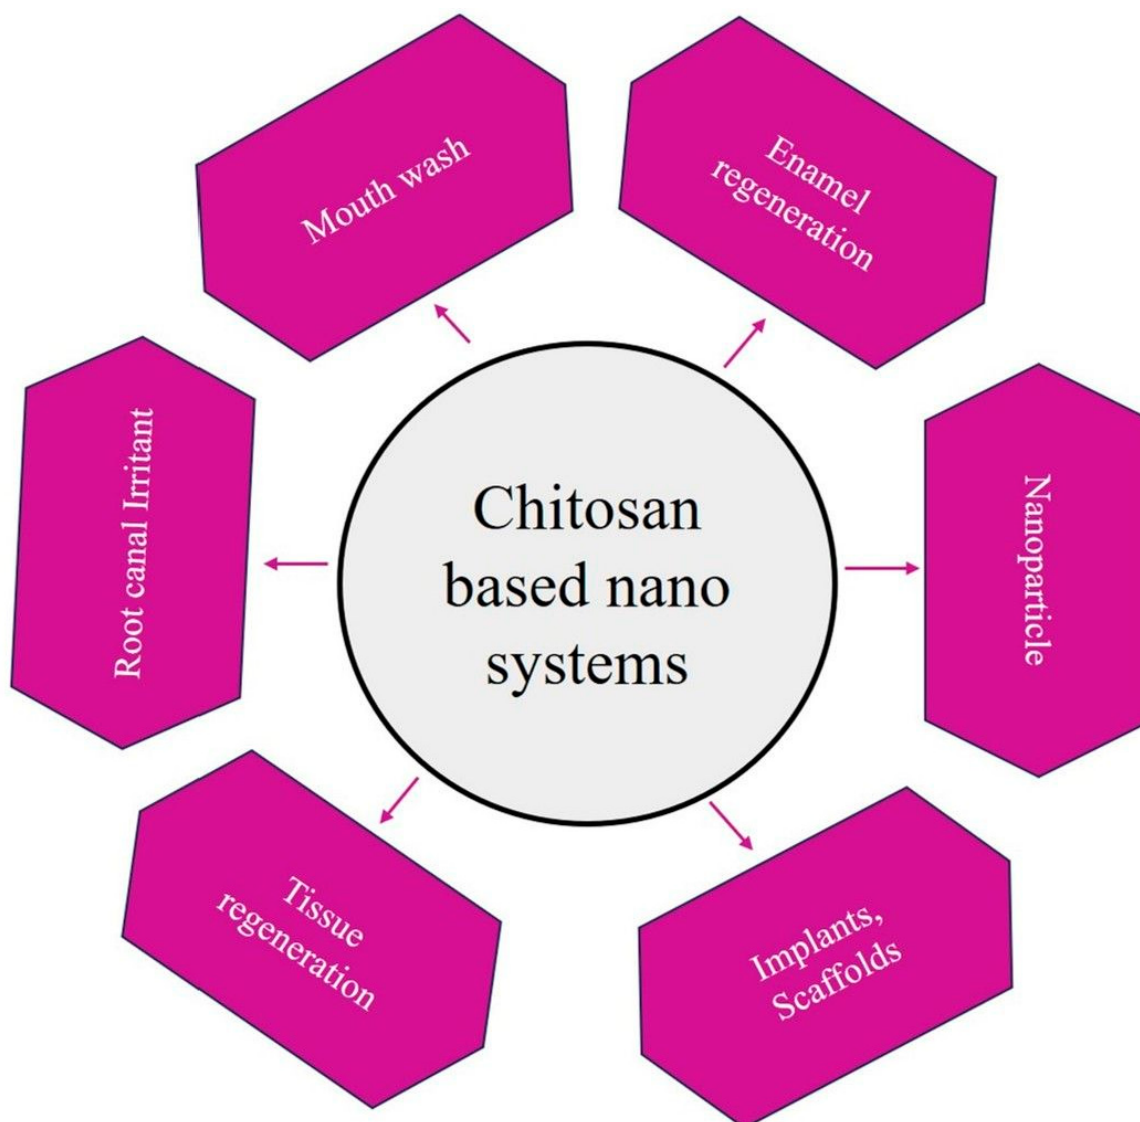 Mouth wash
Enamel
regeneration
Root canal Irritant
Chitosan
based nano
systems
Nanoparticle
Tissue
regeneration
Implants,
Scaffolds